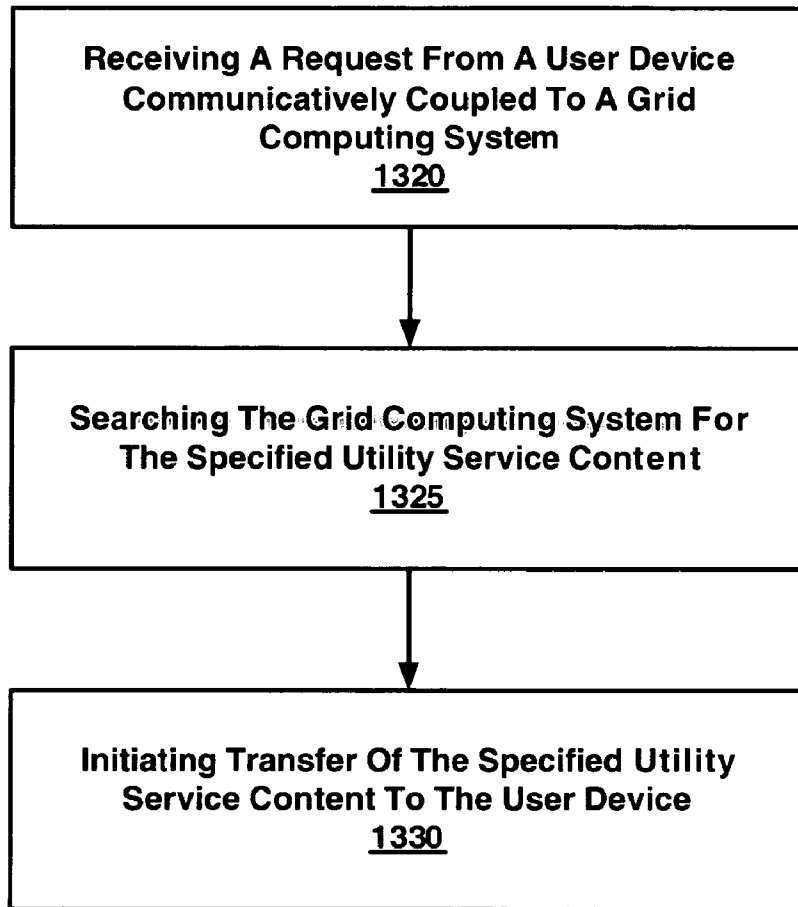 Receiving A Request From A User Device
Communicatively Coupled To A Grid
Computing System
1320
Searching The Grid Computing System For
The Specified Utility Service Content
1325
Initiating Transfer Of The Specified Utility
Service Content To The User Device
1330